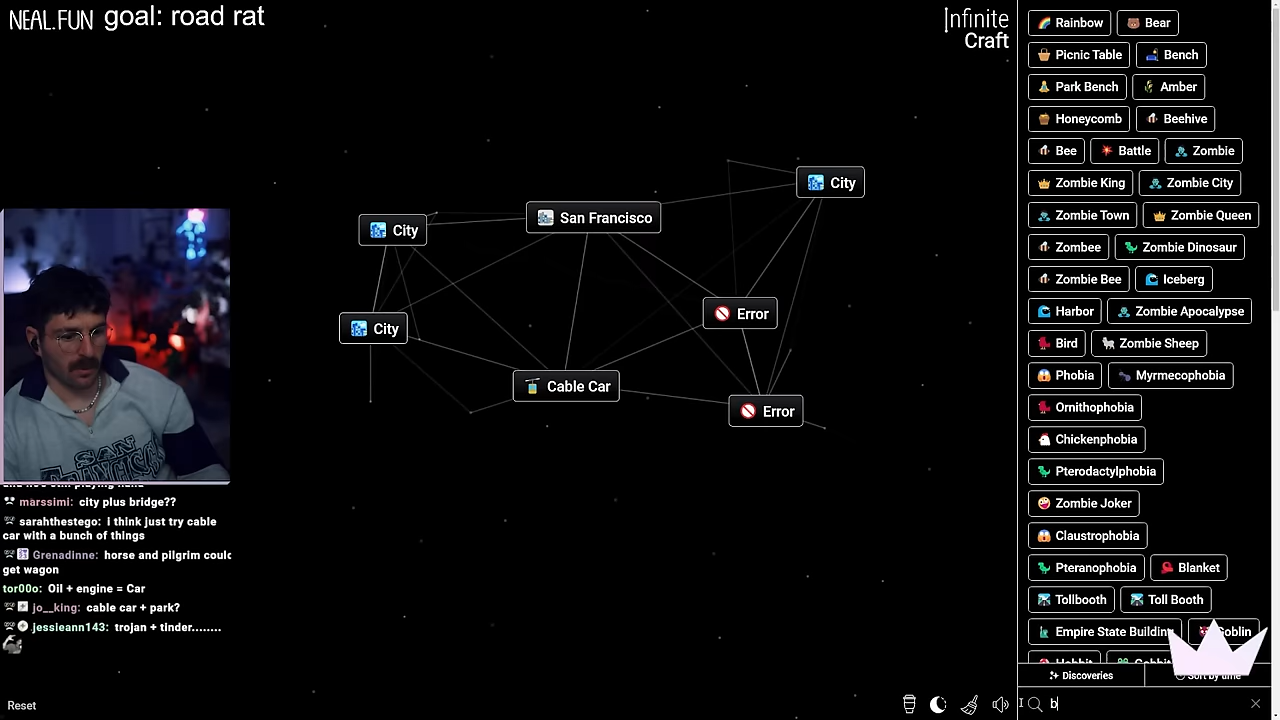 NEAL.FUN goal: road rat
Infinite
Craft
City
San Francisco
City
City
Error
Cable Car
Error
Rainbow
Bear
Picnic Table
Bench
Park Bench
Amber
Honeycomb
Beehive
Bee
Battle
Zombie
Zombie King
Zombie City
Zombie Town
Zombie Queen
Zombee
Zombie Dinosaur
Zombie Bee
Iceberg
Harbor
Zombie Apocalypse
Bird
Zombie Sheep
Phobia
Myrmecophobia
Ornithophobia
Chickenphobia
Pterodactylphobia
Zombie Joker
Claustrophobia
Pteranophobia
Blanket
Tollbooth
Toll Booth
Empire State Building
Goblin
Discoveries
Sort by time
b
SAN
marssimi: city plus bridge??
sarahthestego: i think just try cable
car with a bunch of things
Grenadinne: horse and pilgrim could
get wagon
tor00o: Oil + engine = Car
jo__king: cable car + park?
jessieann143: trojan + tinder........
Reset